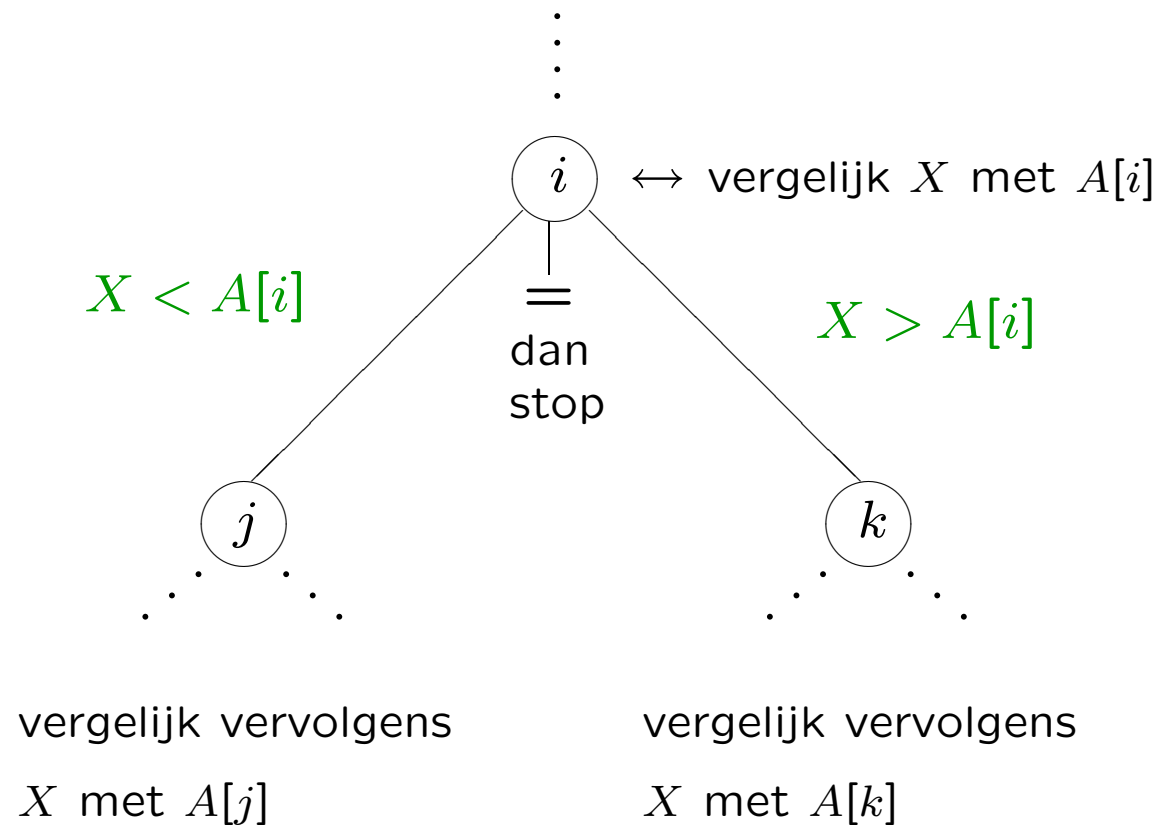 i ↔ vergelijk X met A[i]
X < A[i]
X > A[i]
=
dan
stop
j
k
vergelijk vervolgens
X met A[j]
vergelijk vervolgens
X met A[k]